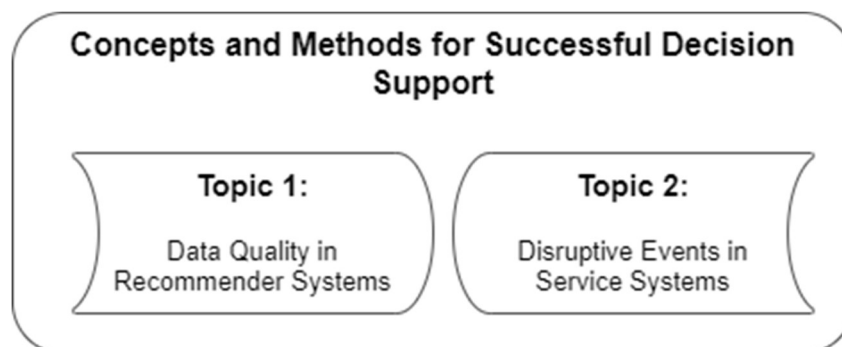 Concepts and Methods for Successful Decision
Support
Topic 1:
Data Quality in
Recommender Systems
Topic 2:
Disruptive Events in
Service Systems